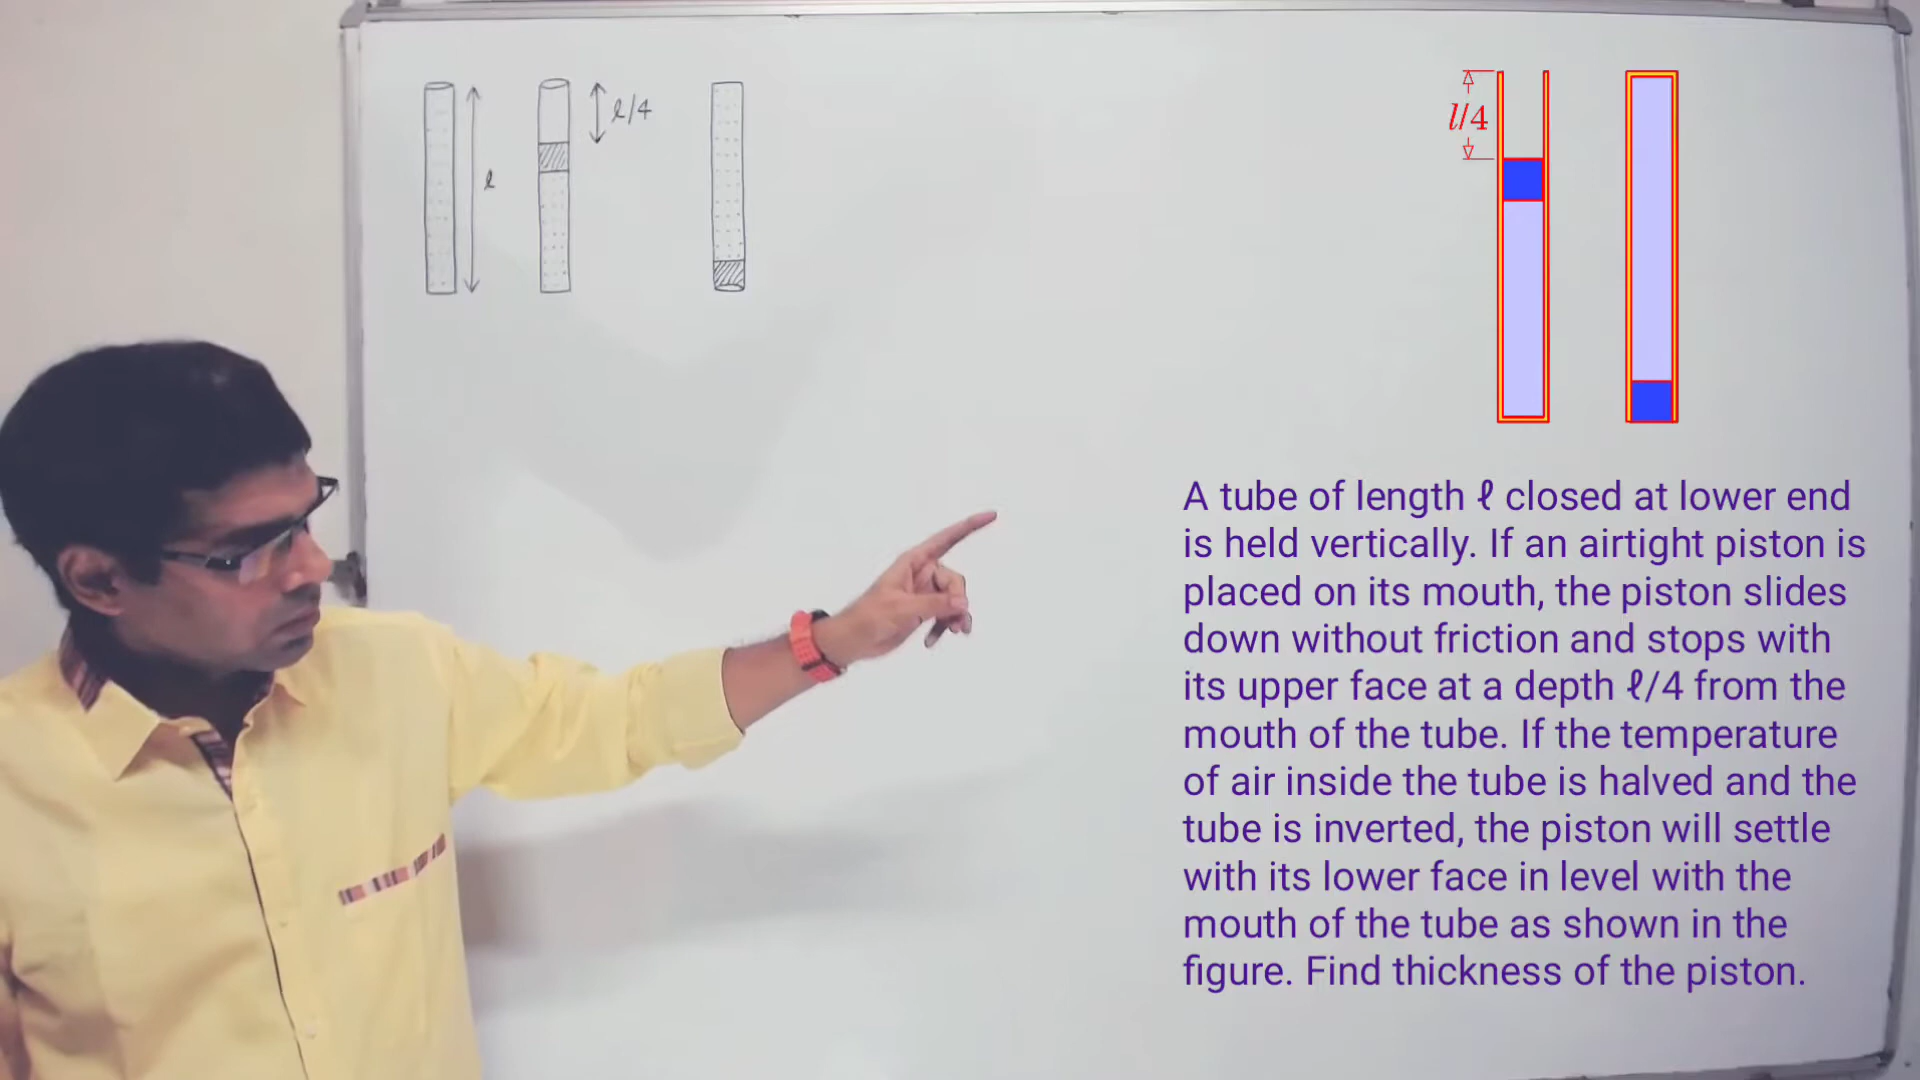 ℓ/4
ℓ
l/4
A tube of length ℓ closed at lower end
is held vertically. If an airtight piston is
placed on its mouth, the piston slides
down without friction and stops with
its upper face at a depth ℓ/4 from the
mouth of the tube. If the temperature
of air inside the tube is halved and the
tube is inverted, the piston will settle
with its lower face in level with the
mouth of the tube as shown in the
figure. Find thickness of the piston.